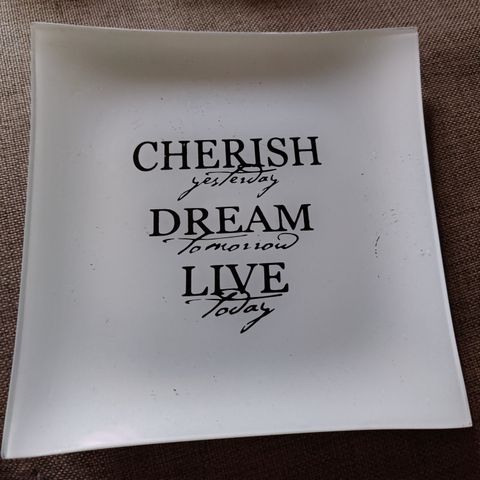 CHERISH
yesterday
DREAM
tomorrow
LIVE
today